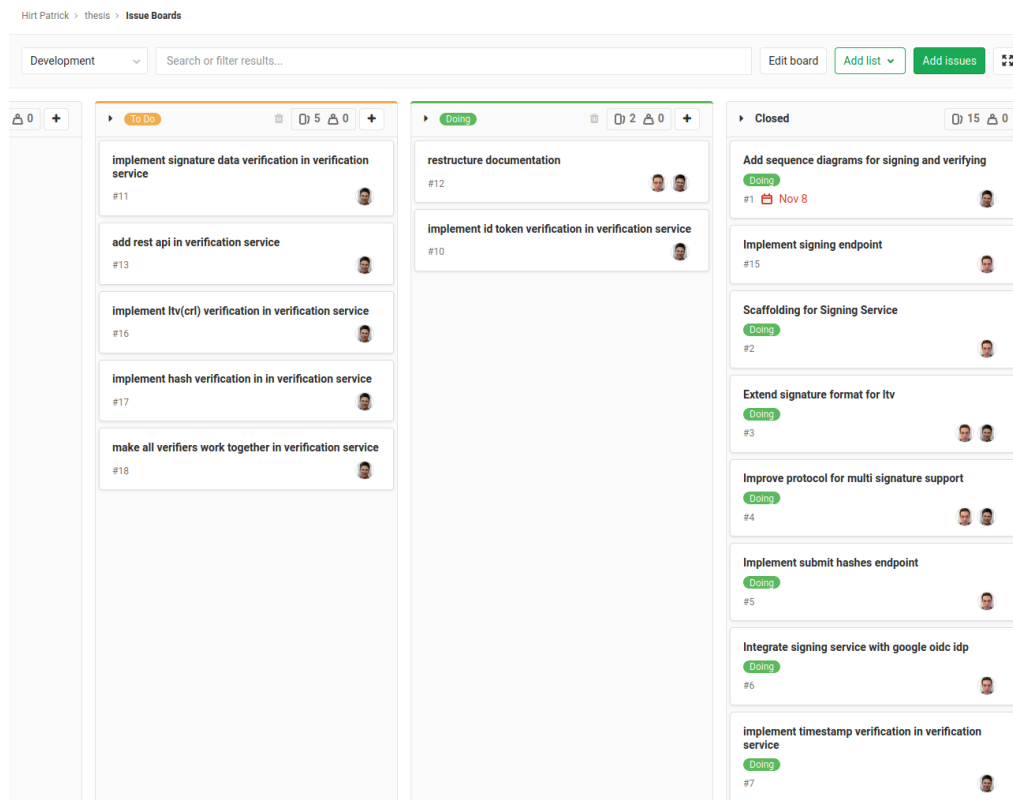 Hirt Patrick > thesis > Issue Boards
Development
Search or filter results...
Edit board
Add list
Add issues
0
To Do
5
0
implement signature data verification in verification
service
#11
add rest api in verification service
#13
implement ltv(crl) verification in verification service
#16
implement hash verification in in verification service
#17
make all verifiers work together in verification service
#18
Doing
2
0
restructure documentation
#12
implement id token verification in verification service
#10
Closed
15
0
Add sequence diagrams for signing and verifying
Doing
#1 Nov 8
Implement signing endpoint
#15
Scaffolding for Signing Service
Doing
#2
Extend signature format for ltv
Doing
#3
Improve protocol for multi signature support
Doing
#4
Implement submit hashes endpoint
Doing
#5
Integrate signing service with google oidc idp
Doing
#6
implement timestamp verification in verification
service
Doing
#7